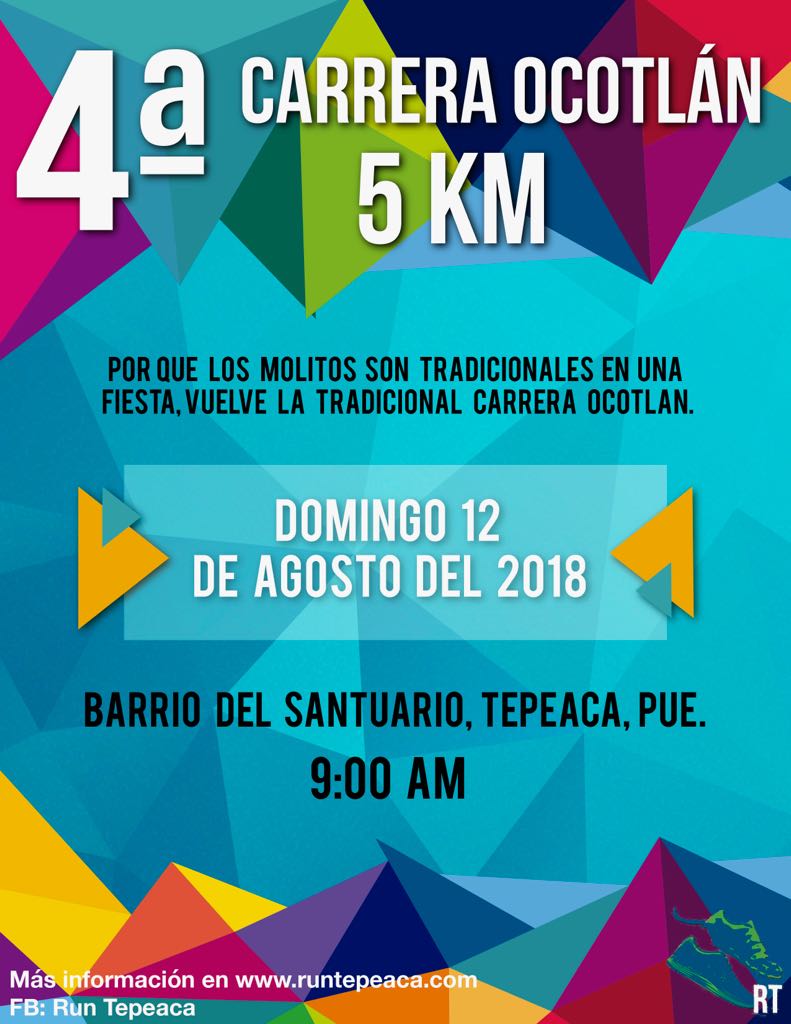 4ª CARRERA OCOTLÁN
5 KM
POR QUE LOS MOLITOS SON TRADICIONALES EN UNA
FIESTA, VUELVE LA TRADICIONAL CARRERA OCOTLAN.
DOMINGO 12
DE AGOSTO DEL 2018
BARRIO DEL SANTUARIO, TEPEACA, PUE.
9:00 AM
Más información en www.runtepeaca.com
FB: Run Tepeaca
RT